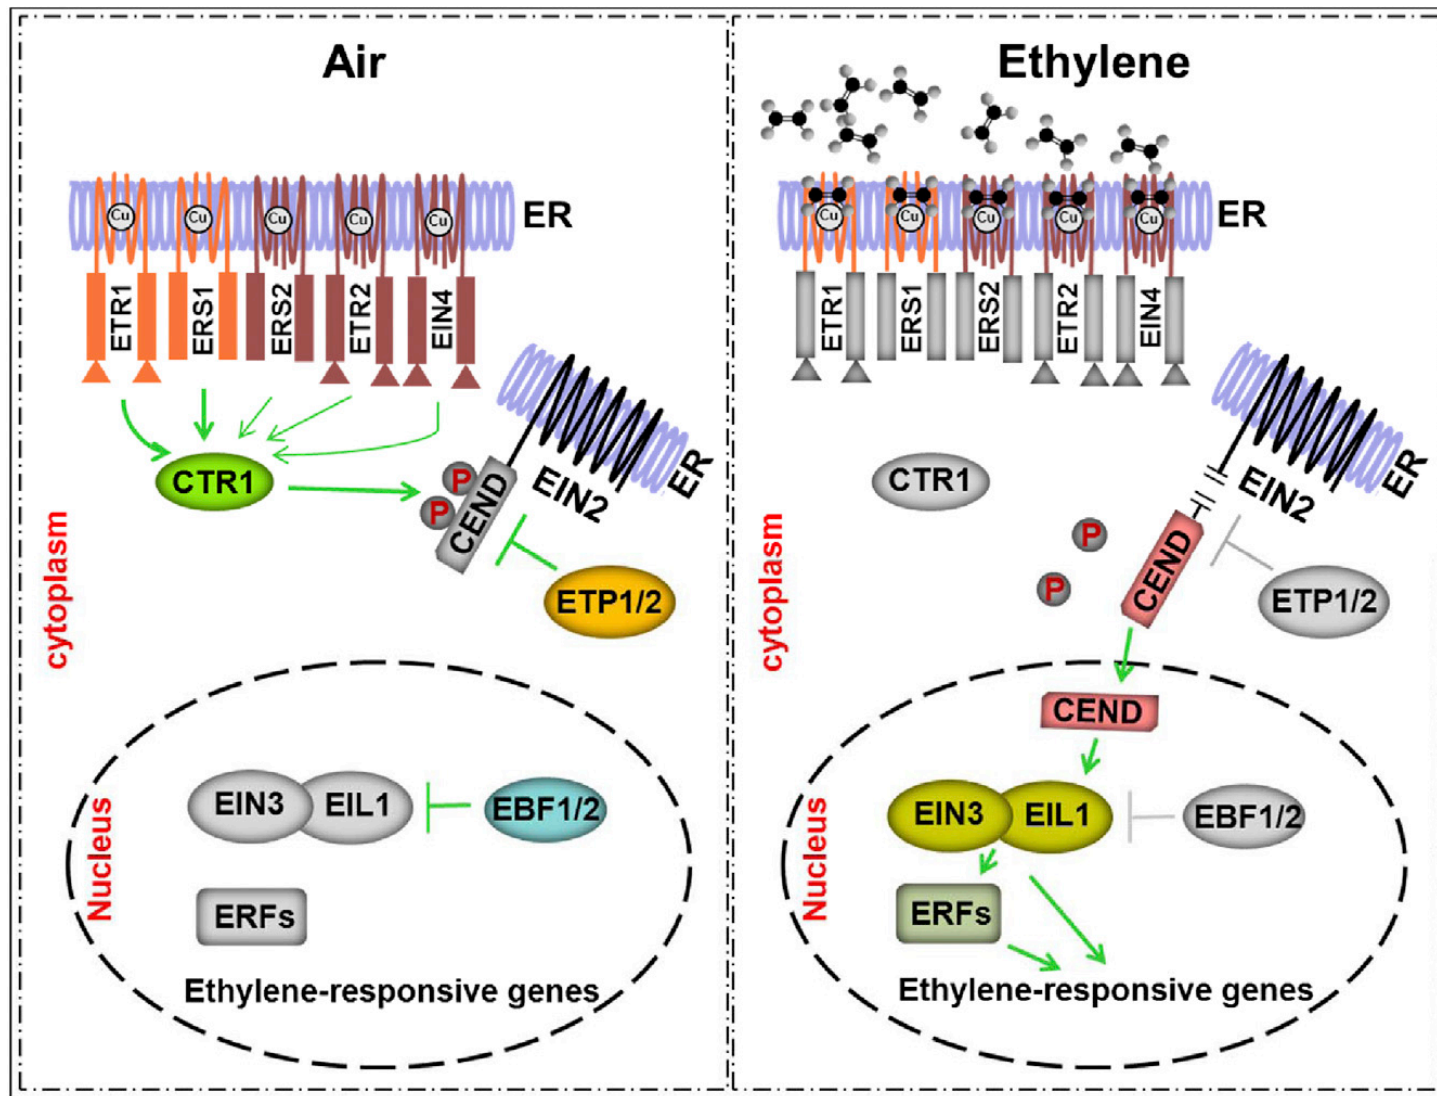 Air
Cu Cu Cu Cu Cu
ER
ETR1 ERS1 ERS2 ETR2 EIN4
CTR1
P
P
CEND
EIN2
ER
ETP1/2
cytoplasm
Nucleus
EIN3 EIL1
EBF1/2
ERFs
Ethylene-responsive genes
Ethylene
Cu Cu Cu Cu Cu
ER
ETR1 ERS1 ERS2 ETR2 EIN4
CTR1
P
P
CEND
EIN2
ER
ETP1/2
cytoplasm
CEND
Nucleus
EIN3 EIL1
EBF1/2
ERFs
Ethylene-responsive genes